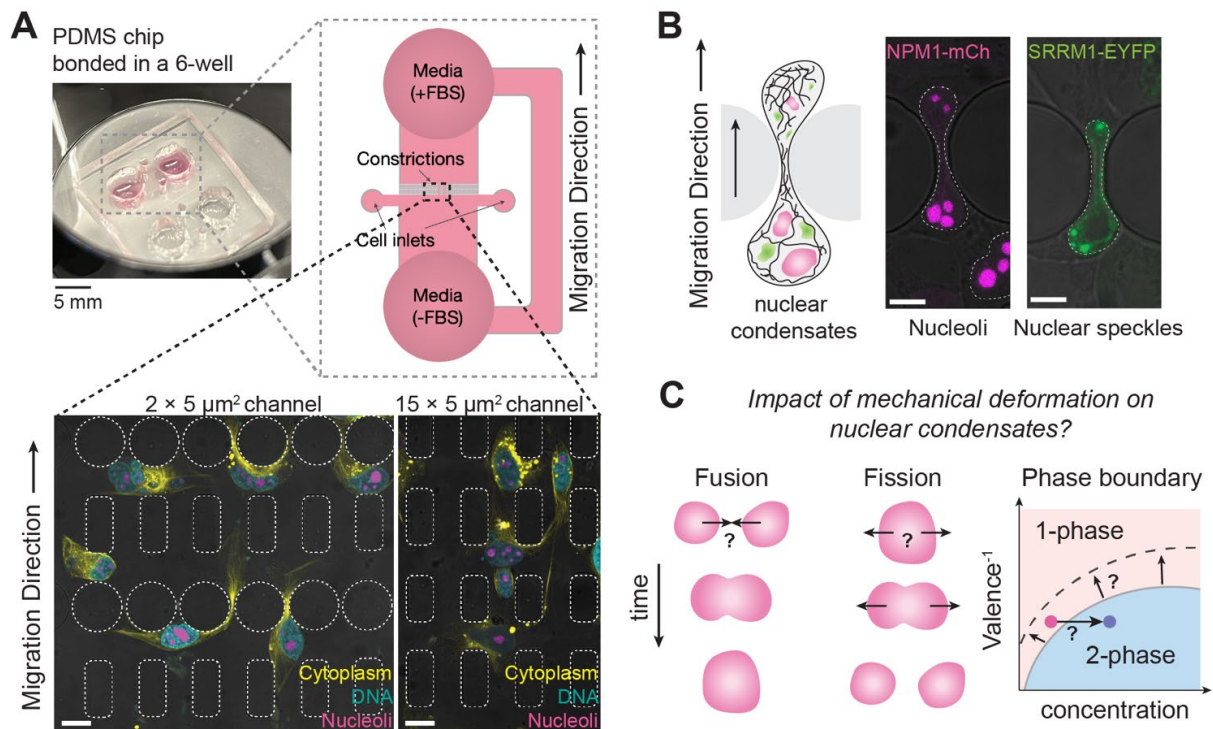 A
PDMS chip
bonded in a 6-well
5 mm
Media
(+FBS)
Constrictions
Cell inlets
Media
(-FBS)
Migration Direction
2 × 5 µm² channel
15 × 5 µm² channel
Migration Direction
Cytoplasm
DNA
Nucleoli
Cytoplasm
DNA
Nucleoli
B
Migration Direction
nuclear
condensates
NPM1-mCh
Nucleoli
SRRM1-EYFP
Nuclear speckles
C
Impact of mechanical deformation on
nuclear condensates?
time
Fusion
?
Fission
?
Phase boundary
Valence⁻¹
1-phase
?
?
2-phase
concentration